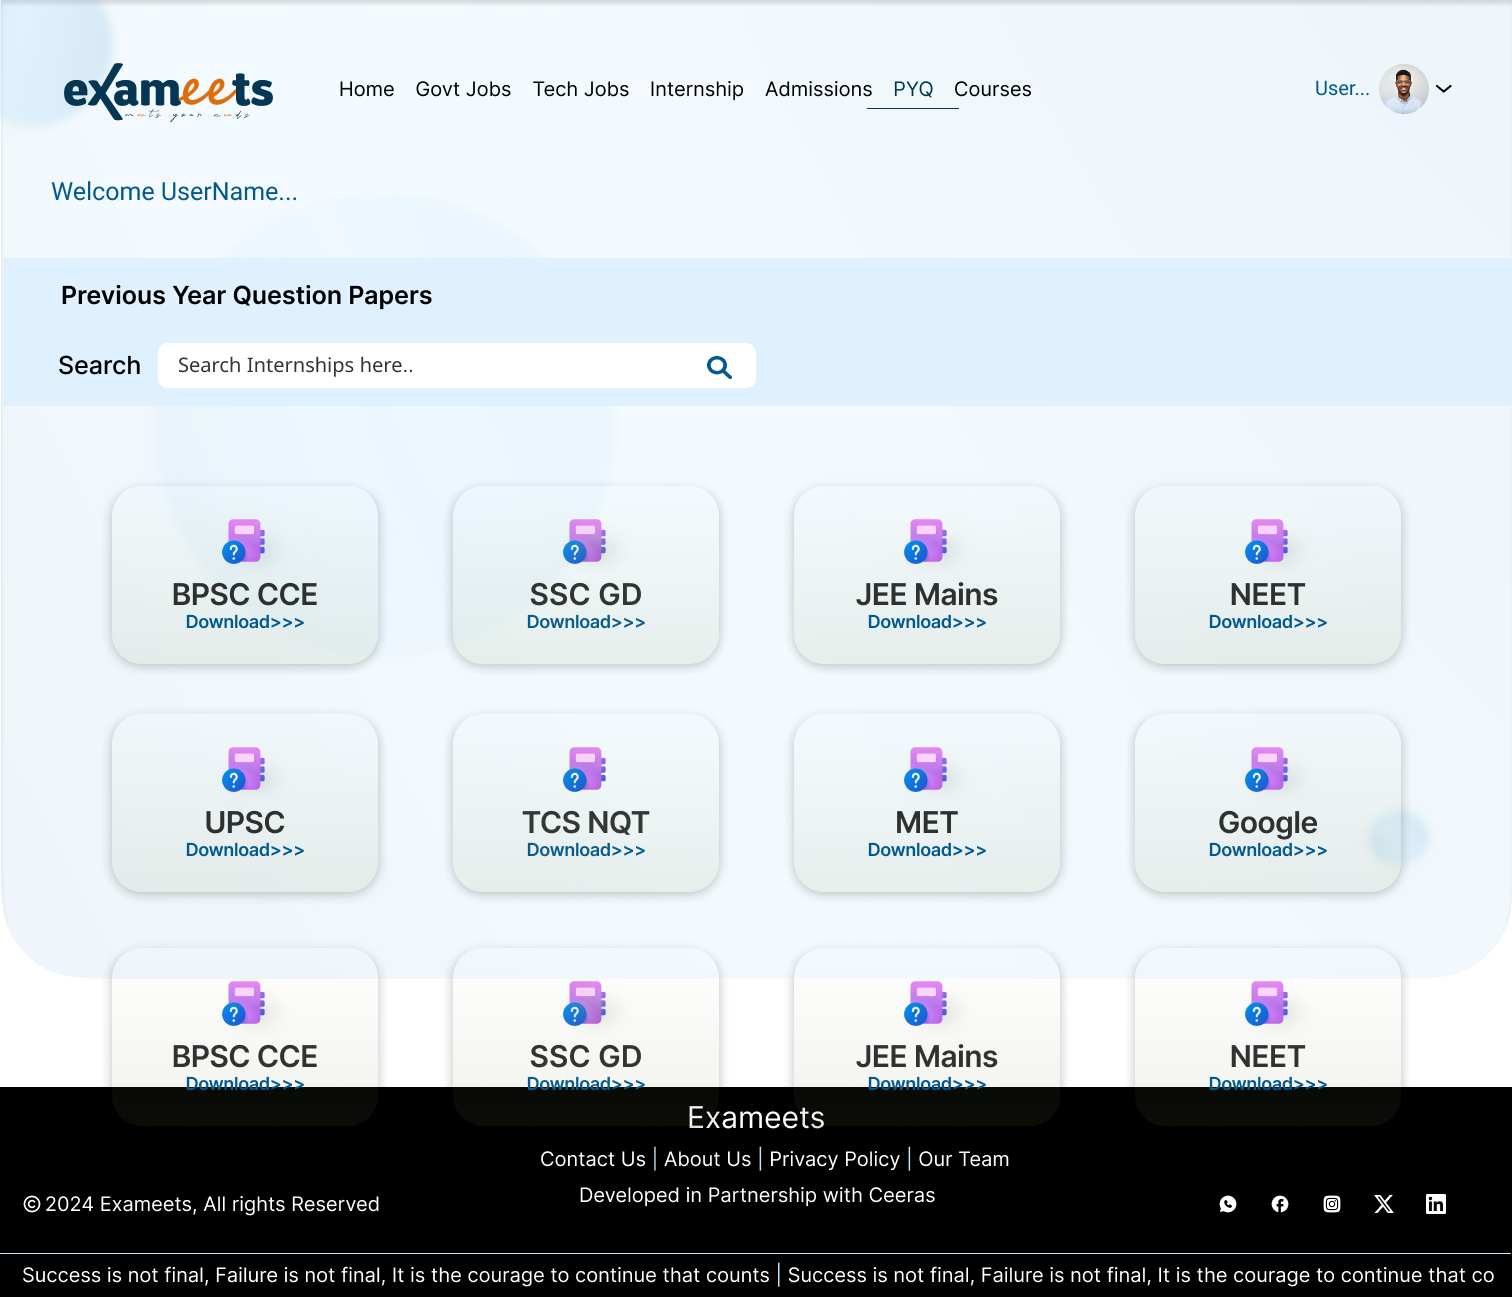 exameets
meets your needs
Home Govt Jobs Tech Jobs Internship Admissions PYQ Courses
User...
Welcome UserName...
Previous Year Question Papers
Search
Search Internships here..
BPSC CCE SSC GD JEE Mains NEET
Download>>> Download>>> Download>>> Download>>>
UPSC TCS NQT MET Google
Download>>> Download>>> Download>>> Download>>>
BPSC CCE SSC GD JEE Mains NEET
Download>>> Download>>> Download>>> Download>>>
Exameets
Contact Us | About Us | Privacy Policy | Our Team
Developed in Partnership with Ceeras
© 2024 Exameets, All rights Reserved
Success is not final, Failure is not final, It is the courage to continue that counts | Success is not final, Failure is not final, It is the courage to continue that co